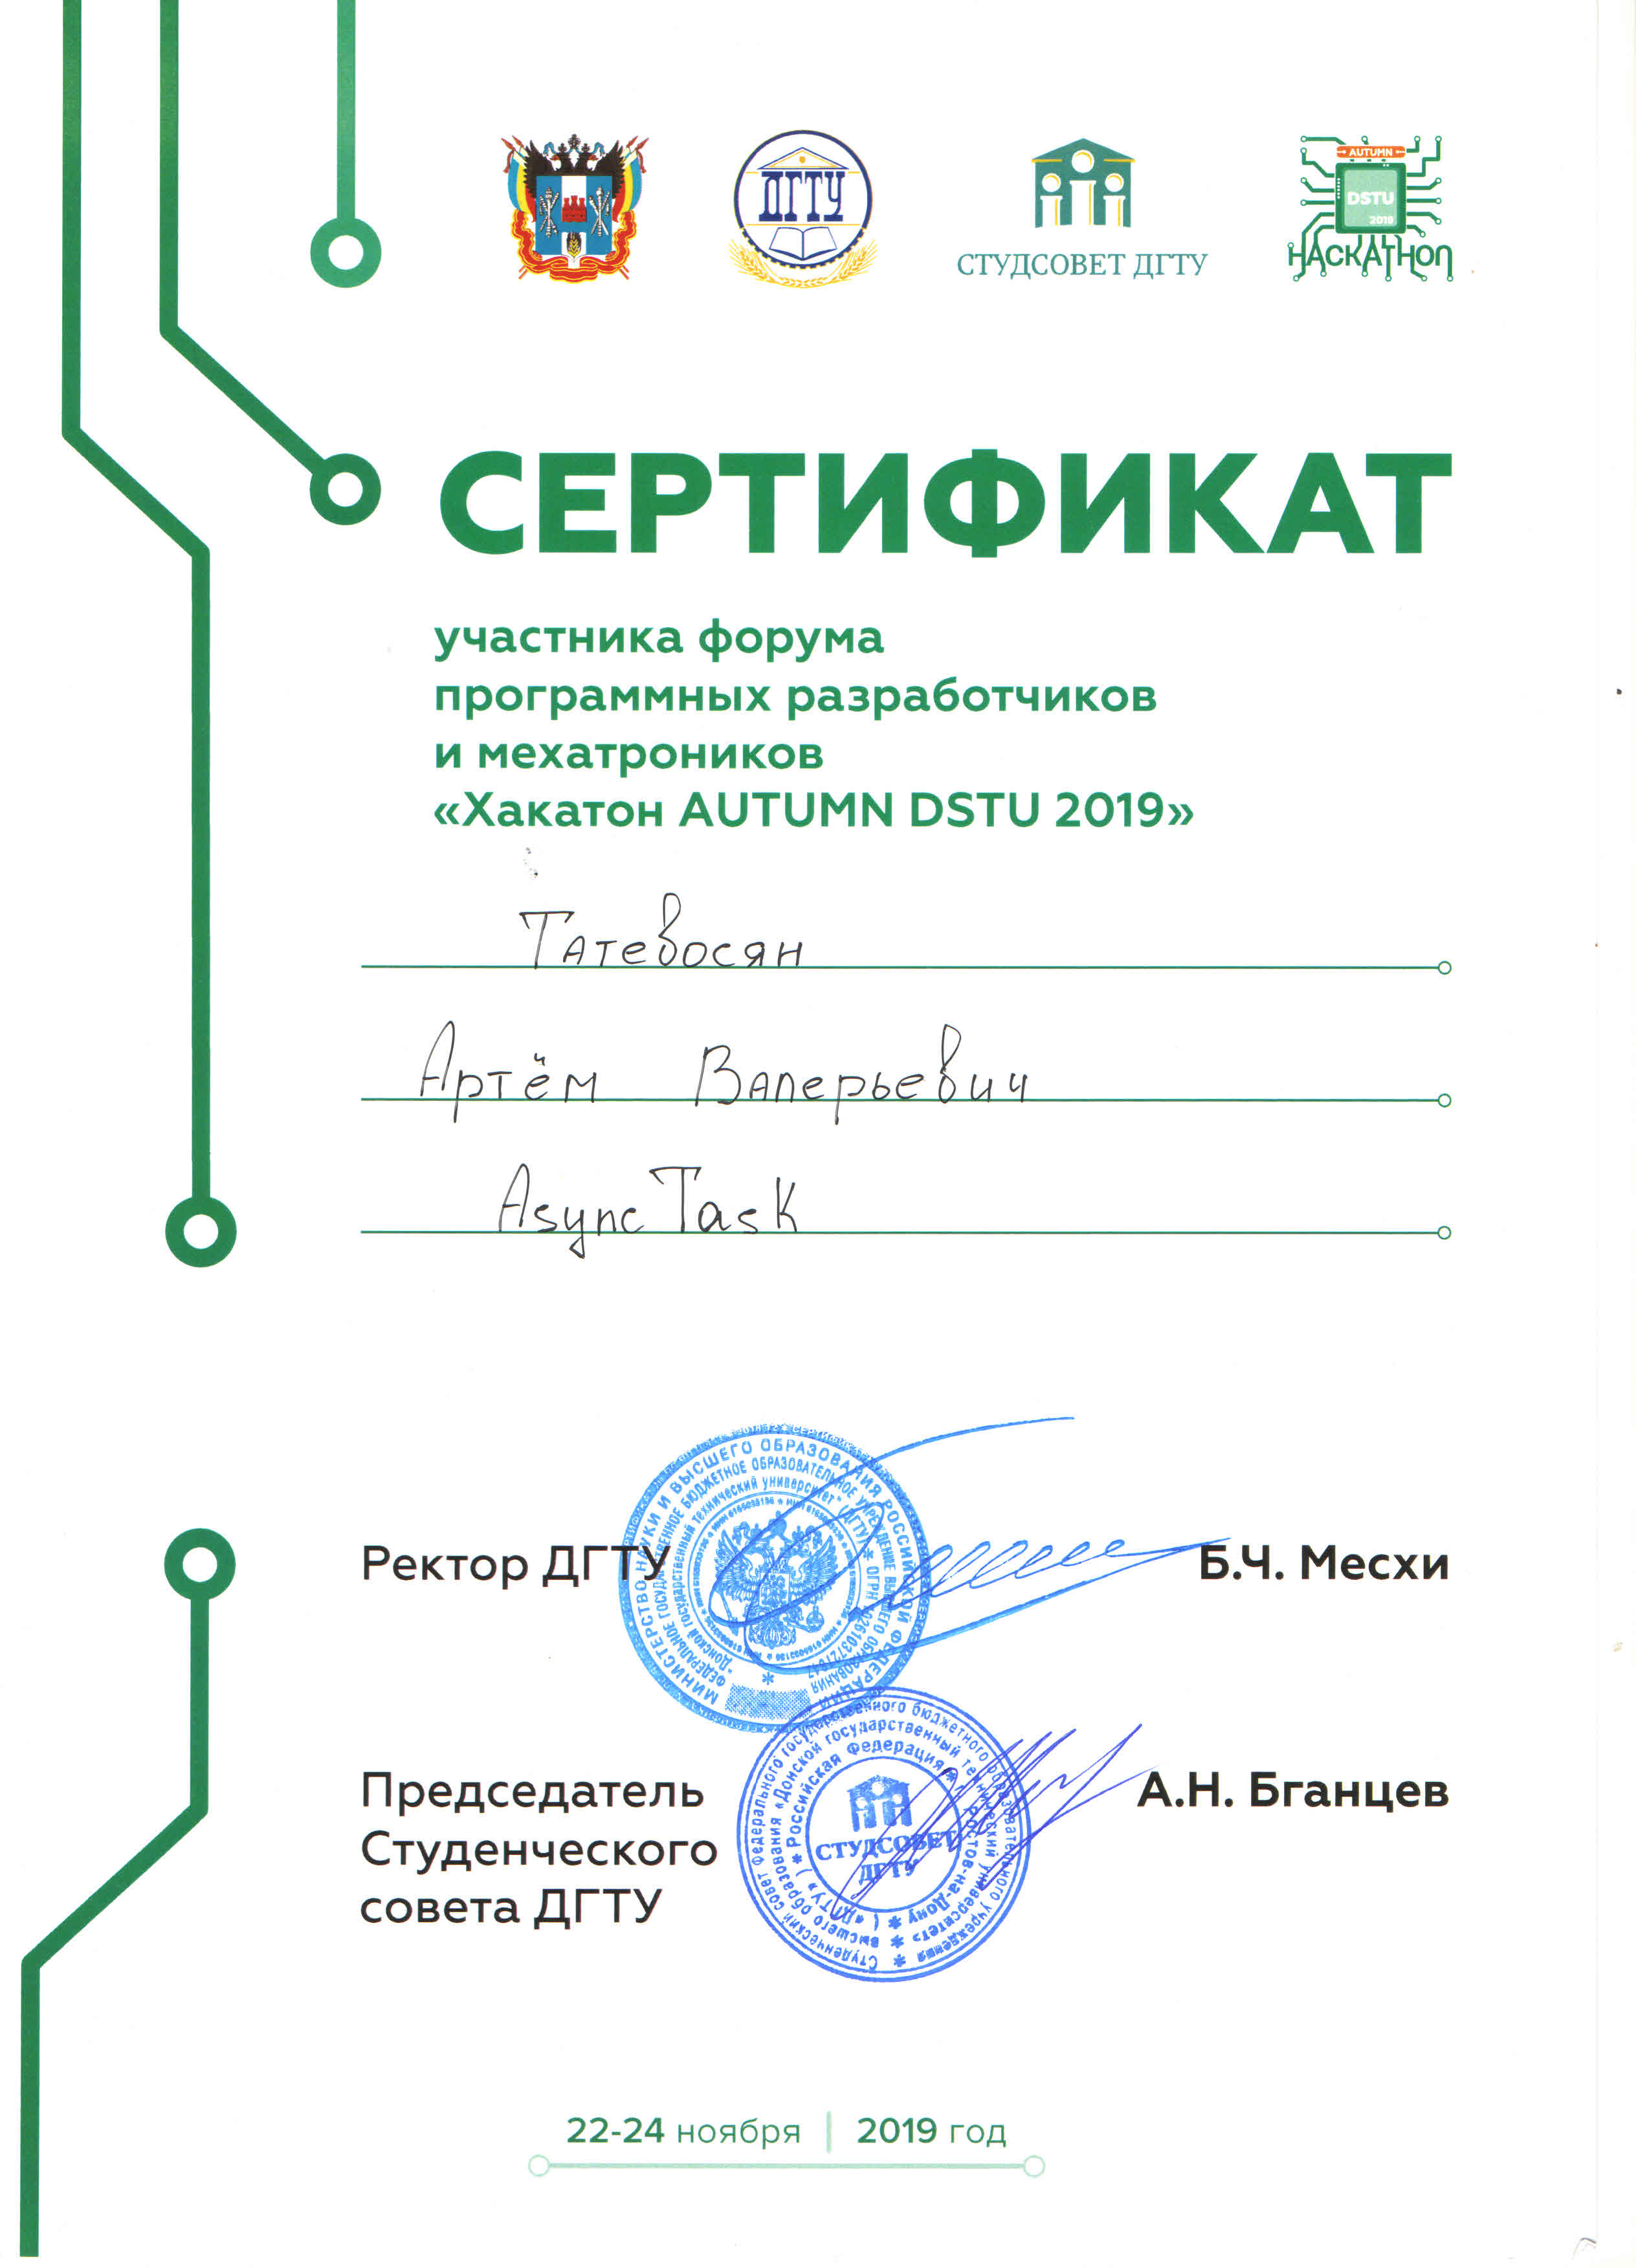 ДГТУ
СТУДСОВЕТ ДГТУ
AUTUMN
DSTU
2019
HACKATHON
СЕРТИФИКАТ
участника форума
программных разработчиков
и мехатроников
«Хакатон AUTUMN DSTU 2019»
Татевосян
Артём Валерьевич
AsyncTask
Ректор ДГТУ
Б.Ч. Месхи
МИНИСТЕРСТВО НАУКИ И ВЫСШЕГО ОБРАЗОВАНИЯ РОССИЙСКОЙ ФЕДЕРАЦИИ
ФЕДЕРАЛЬНОЕ ГОСУДАРСТВЕННОЕ БЮДЖЕТНОЕ ОБРАЗОВАТЕЛЬНОЕ УЧРЕЖДЕНИЕ ВЫСШЕГО ОБРАЗОВАНИЯ
"Донской государственный технический университет" (ДГТУ)
Председатель
Студенческого
совета ДГТУ
А.Н. Бганцев
Студенческий совет Федерального государственного бюджетного образовательного учреждения
высшего образования «Донской государственный технический университет»
(«ДГТУ») * Российская Федерация * г. Ростов-на-Дону *
СТУДСОВЕТ
ДГТУ
22-24 ноября | 2019 год